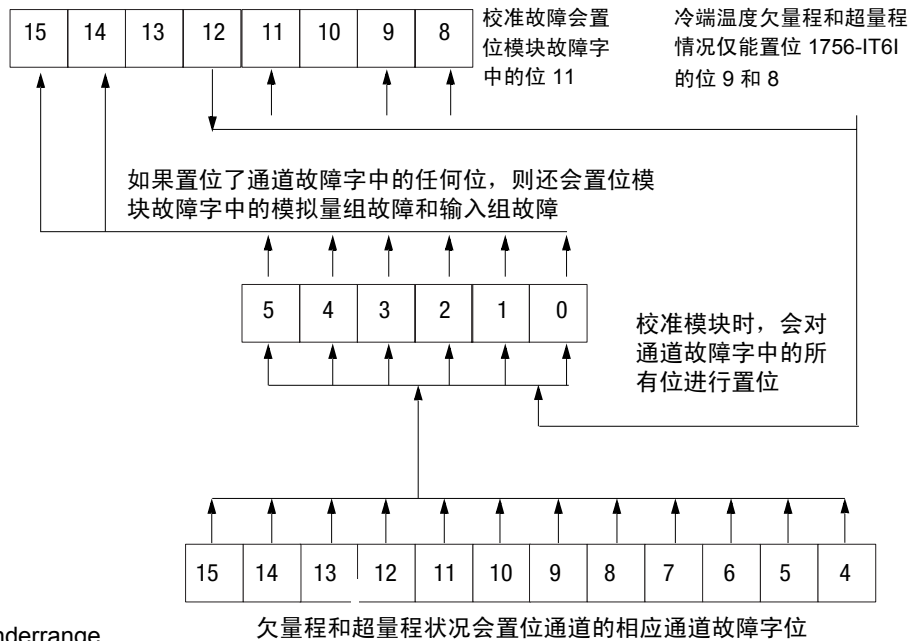 校准故障会置
位模块故障字
中的位 11
冷端温度欠量程和超量程
情况仅能置位 1756-IT6I
的位 9 和 8
15 14 13 12 11 10 9 8
如果置位了通道故障字中的任何位，则还会置位模
块故障字中的模拟量组故障和输入组故障
5 4 3 2 1 0
校准模块时，会对
通道故障字中的所
有位进行置位
15 14 13 12 11 10 9 8 7 6 5 4
欠量程和超量程状况会置位通道的相应通道故障字位
nderrange